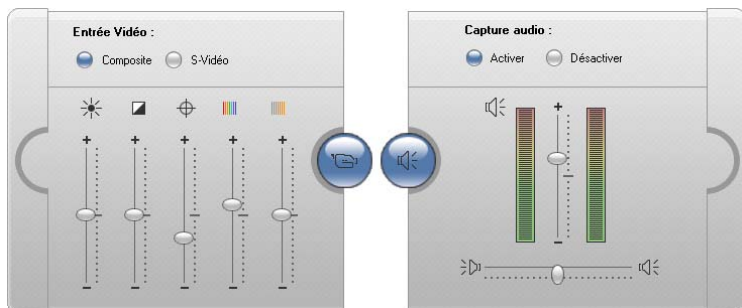 Entrée Vidéo :
Composite S-Vidéo
+ + + + +
− − − − −
Capture audio :
Activer Désactiver
+
−